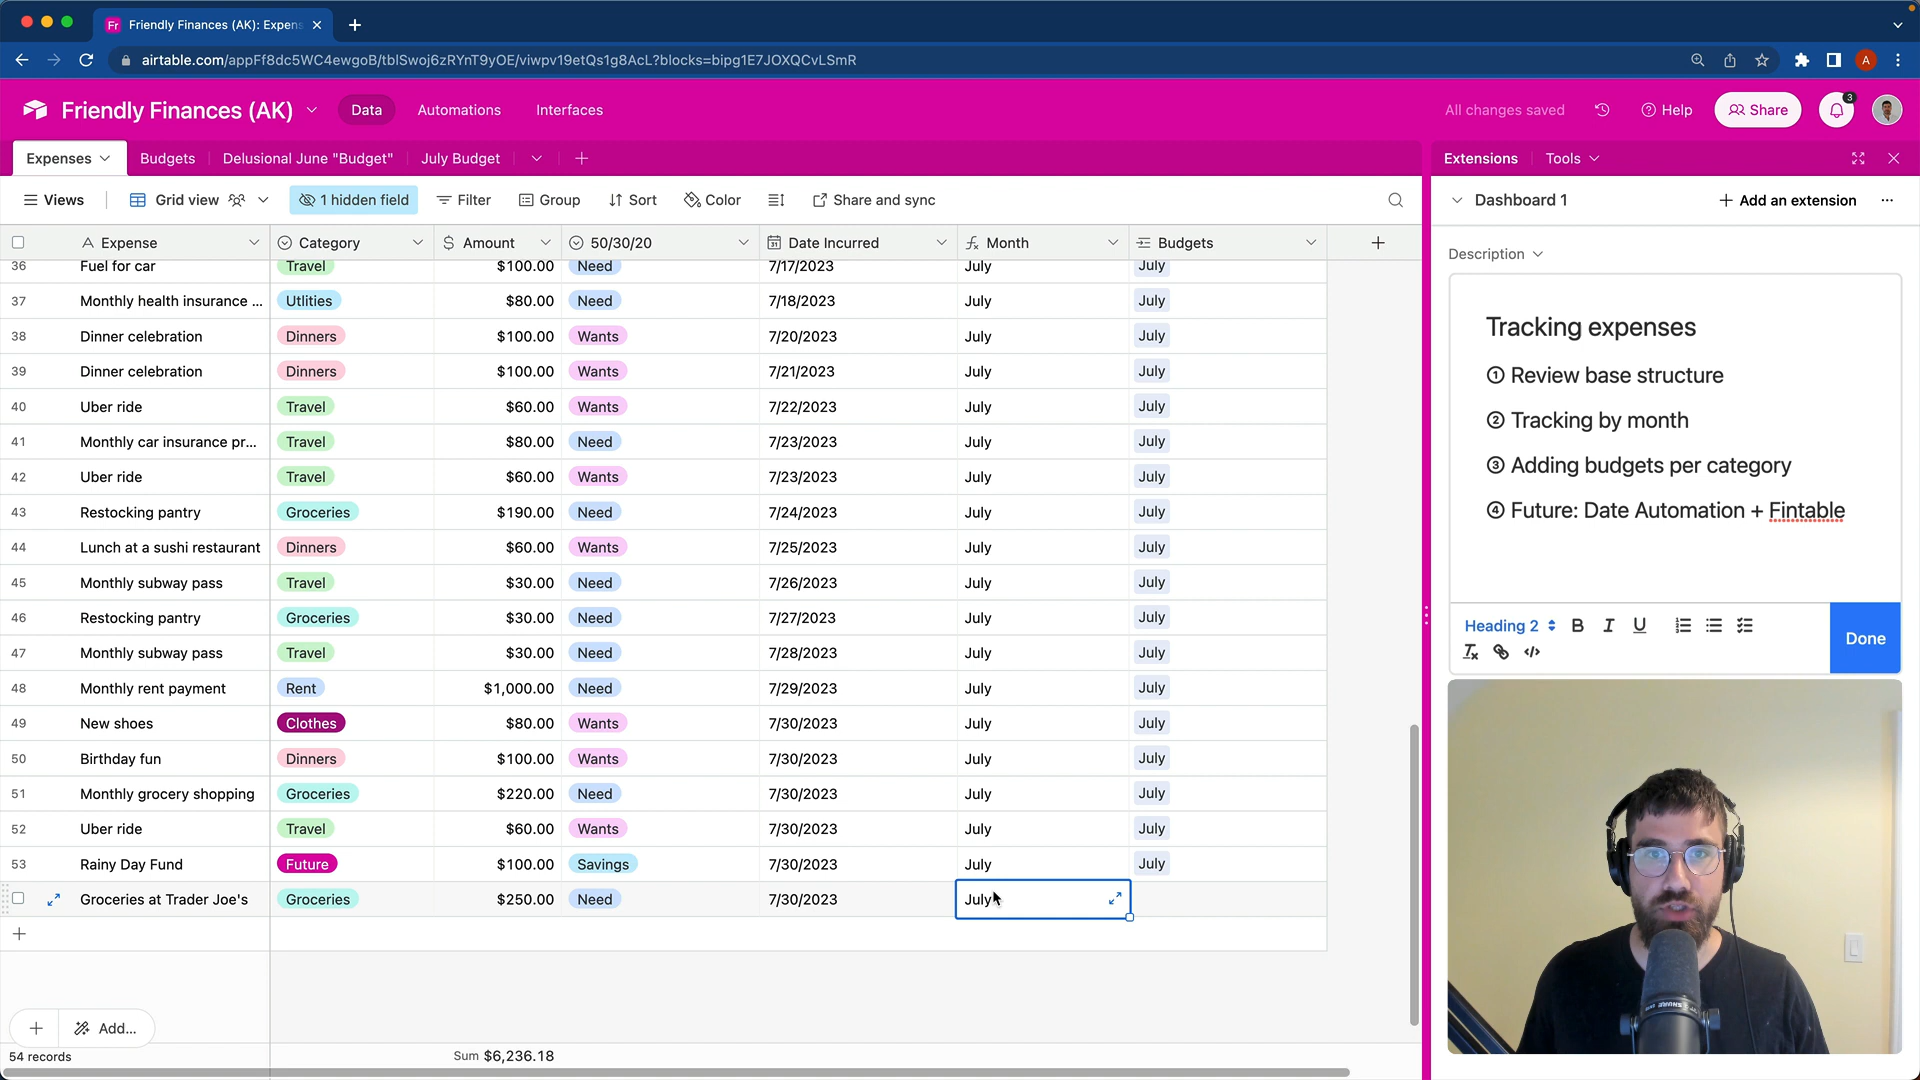 Fr Friendly Finances (AK): Expens
airtable.com/appFf8dc5WC4ewgoB/tblSwoj6zRYnT9yOE/viwpv19etQs1g8AcL?blocks=bipg1E7JOXQCvLSmR
A
Friendly Finances (AK)
Data
Automations
Interfaces
All changes saved
Help
Share
3
Expenses
Budgets
Delusional June "Budget"
July Budget
Extensions
Tools
Views
Grid view
1 hidden field
Filter
Group
Sort
Color
Share and sync
Dashboard 1
Add an extension
Expense Category Amount 50/30/20 Date Incurred Month Budgets
36 Fuel for car Travel $100.00 Need 7/17/2023 July July
37 Monthly health insurance ... Utlities $80.00 Need 7/18/2023 July July
38 Dinner celebration Dinners $100.00 Wants 7/20/2023 July July
39 Dinner celebration Dinners $100.00 Wants 7/21/2023 July July
40 Uber ride Travel $60.00 Wants 7/22/2023 July July
41 Monthly car insurance pr... Travel $80.00 Need 7/23/2023 July July
42 Uber ride Travel $60.00 Wants 7/23/2023 July July
43 Restocking pantry Groceries $190.00 Need 7/24/2023 July July
44 Lunch at a sushi restaurant Dinners $60.00 Wants 7/25/2023 July July
45 Monthly subway pass Travel $30.00 Need 7/26/2023 July July
46 Restocking pantry Groceries $30.00 Need 7/27/2023 July July
47 Monthly subway pass Travel $30.00 Need 7/28/2023 July July
48 Monthly rent payment Rent $1,000.00 Need 7/29/2023 July July
49 New shoes Clothes $80.00 Wants 7/30/2023 July July
50 Birthday fun Dinners $100.00 Wants 7/30/2023 July July
51 Monthly grocery shopping Groceries $220.00 Need 7/30/2023 July July
52 Uber ride Travel $60.00 Wants 7/30/2023 July July
53 Rainy Day Fund Future $100.00 Savings 7/30/2023 July July
Groceries at Trader Joe's Groceries $250.00 Need 7/30/2023 July
Add...
54 records
Sum $6,236.18
Description
Tracking expenses
① Review base structure
② Tracking by month
③ Adding budgets per category
④ Future: Date Automation + Fintable
Heading 2
B I U
Done